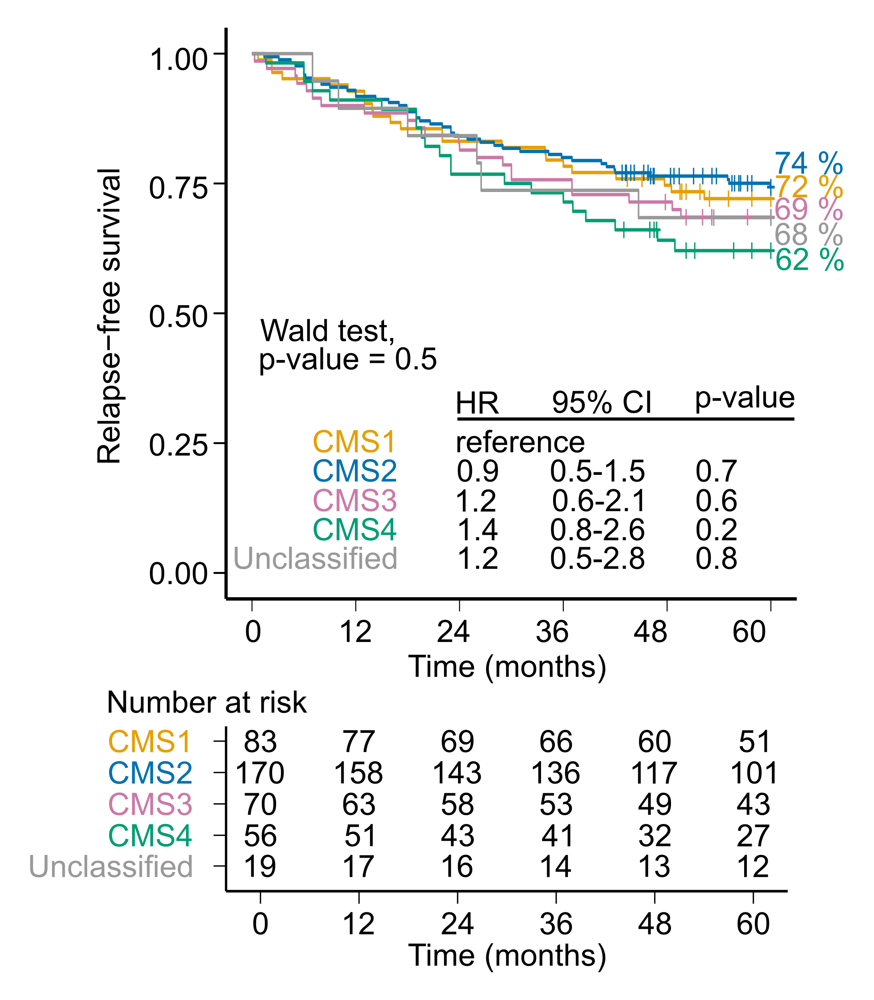 1.00
0.75
0.50
0.25
0.00
Relapse-free survival
74 %
72 %
69 %
68 %
62 %
Wald test,
p-value = 0.5
HR 95% CI p-value
CMS1 reference
CMS2 0.9 0.5-1.5 0.7
CMS3 1.2 0.6-2.1 0.6
CMS4 1.4 0.8-2.6 0.2
Unclassified 1.2 0.5-2.8 0.8
0 12 24 36 48 60
Time (months)
Number at risk
CMS1 83 77 69 66 60 51
CMS2 170 158 143 136 117 101
CMS3 70 63 58 53 49 43
CMS4 56 51 43 41 32 27
Unclassified 19 17 16 14 13 12
0 12 24 36 48 60
Time (months)